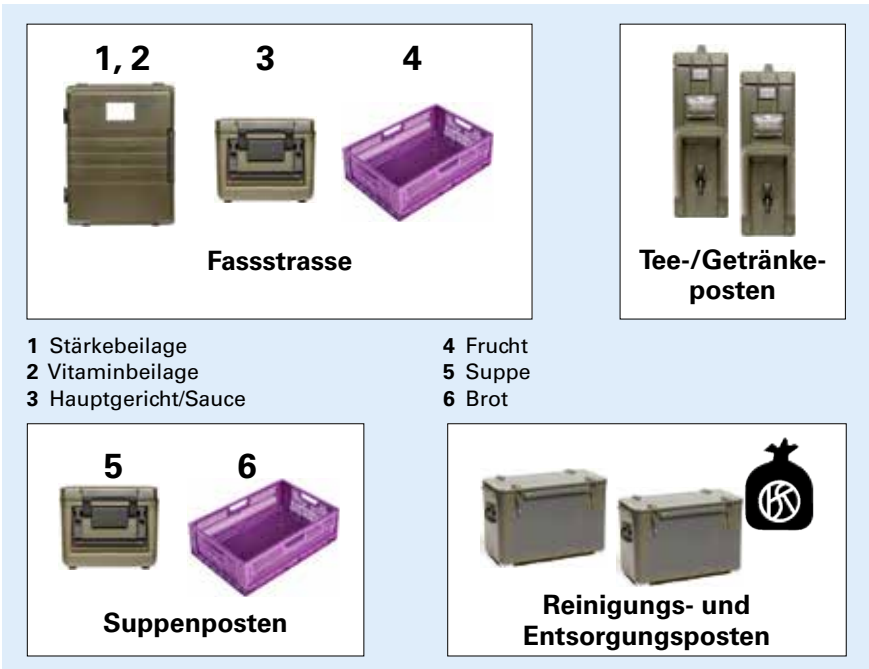 1, 2
3
4
Fassstrasse
Tee-/Getränke-
posten
1 Stärkebeilage
2 Vitaminbeilage
3 Hauptgericht/Sauce
4 Frucht
5 Suppe
6 Brot
5
6
Suppenposten
Reinigungs- und
Entsorgungsposten